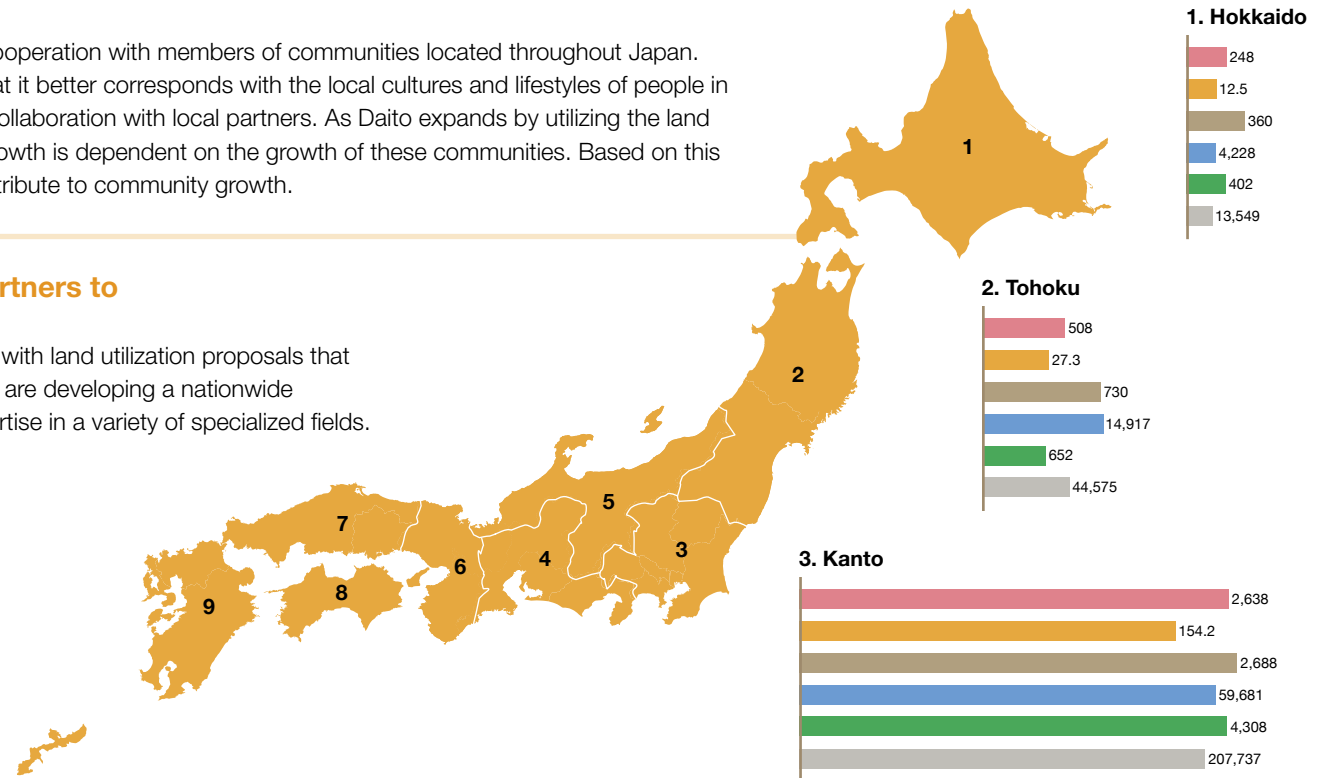 ooperation with members of communities located throughout Japan.
at it better corresponds with the local cultures and lifestyles of people in
ollaboration with local partners. As Daito expands by utilizing the land
owth is dependent on the growth of these communities. Based on this
tribute to community growth.
rtners to
with land utilization proposals that
are developing a nationwide
rtise in a variety of specialized fields.
1. Hokkaido
248
12.5
360
4,228
402
13,549
2. Tohoku
508
27.3
730
14,917
652
44,575
3. Kanto
2,638
154.2
2,688
59,681
4,308
207,737
1
2
3
4
5
6
7
8
9